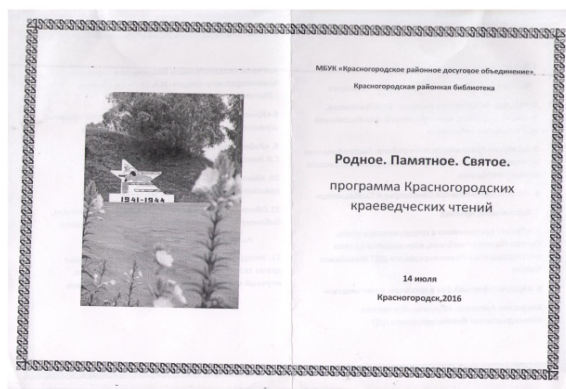 1941-1944
МБУК «Красногородское районное досуговое объединение»,
Красногородская районная библиотека
Родное. Памятное. Святое.
программа Красногородских
краеведческих чтений
14 июля
Красногородск,2016